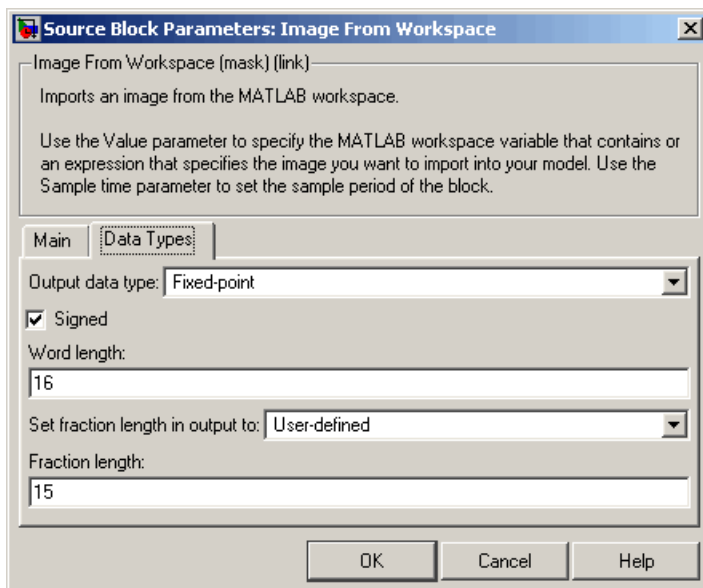 Source Block Parameters: Image From Workspace
Image From Workspace (mask) (link)
Imports an image from the MATLAB workspace.
Use the Value parameter to specify the MATLAB workspace variable that contains or
an expression that specifies the image you want to import into your model. Use the
Sample time parameter to set the sample period of the block.
Main Data Types
Output data type: Fixed-point
Signed
Word length:
16
Set fraction length in output to: User-defined
Fraction length:
15
OK Cancel Help